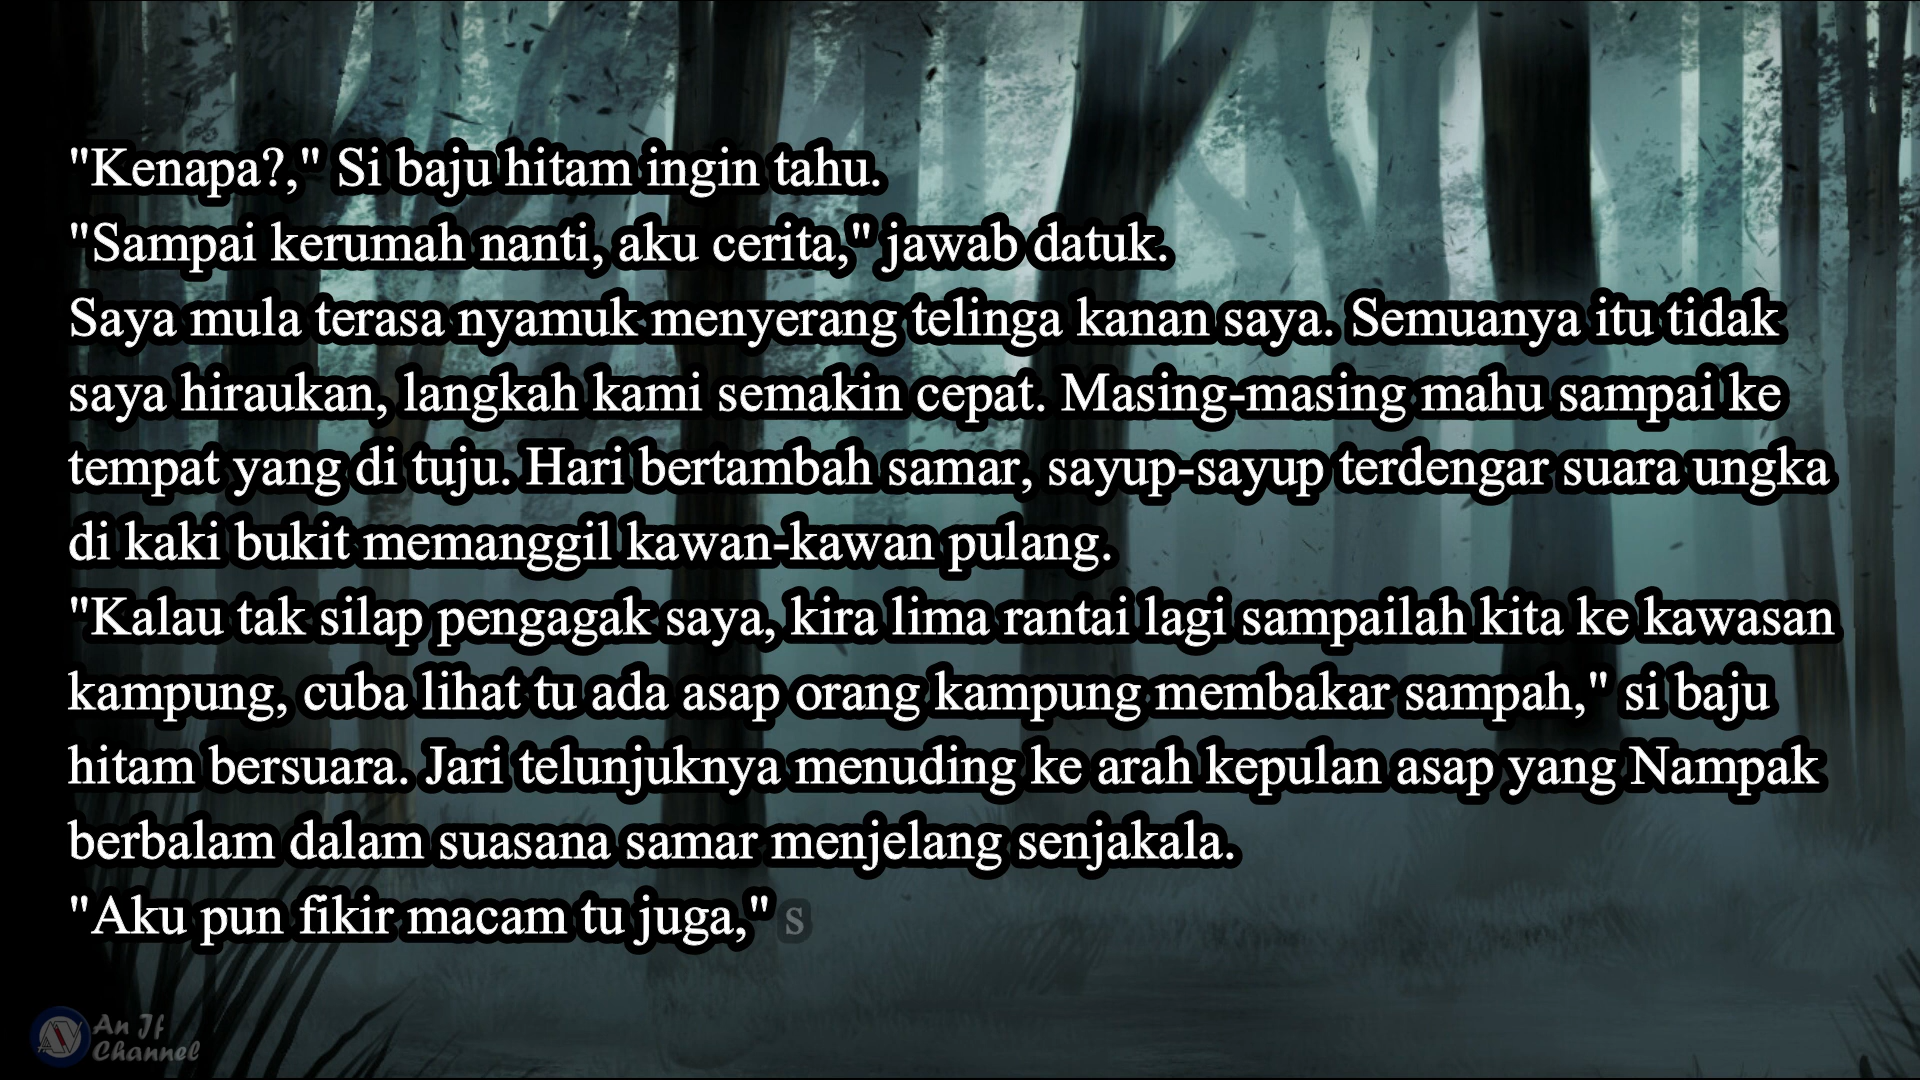 "Kenapa?," Si baju hitam ingin tahu.
"Sampai kerumah nanti, aku cerita," jawab datuk.
Saya mula terasa nyamuk menyerang telinga kanan saya. Semuanya itu tidak
saya hiraukan, langkah kami semakin cepat. Masing-masing mahu sampai ke
tempat yang di tuju. Hari bertambah samar, sayup-sayup terdengar suara ungka
di kaki bukit memanggil kawan-kawan pulang.
"Kalau tak silap pengagak saya, kira lima rantai lagi sampailah kita ke kawasan
kampung, cuba lihat tu ada asap orang kampung membakar sampah," si baju
hitam bersuara. Jari telunjuknya menuding ke arah kepulan asap yang Nampak
berbalam dalam suasana samar menjelang senjakala.
"Aku pun fikir macam tu juga," s
An If
Channel